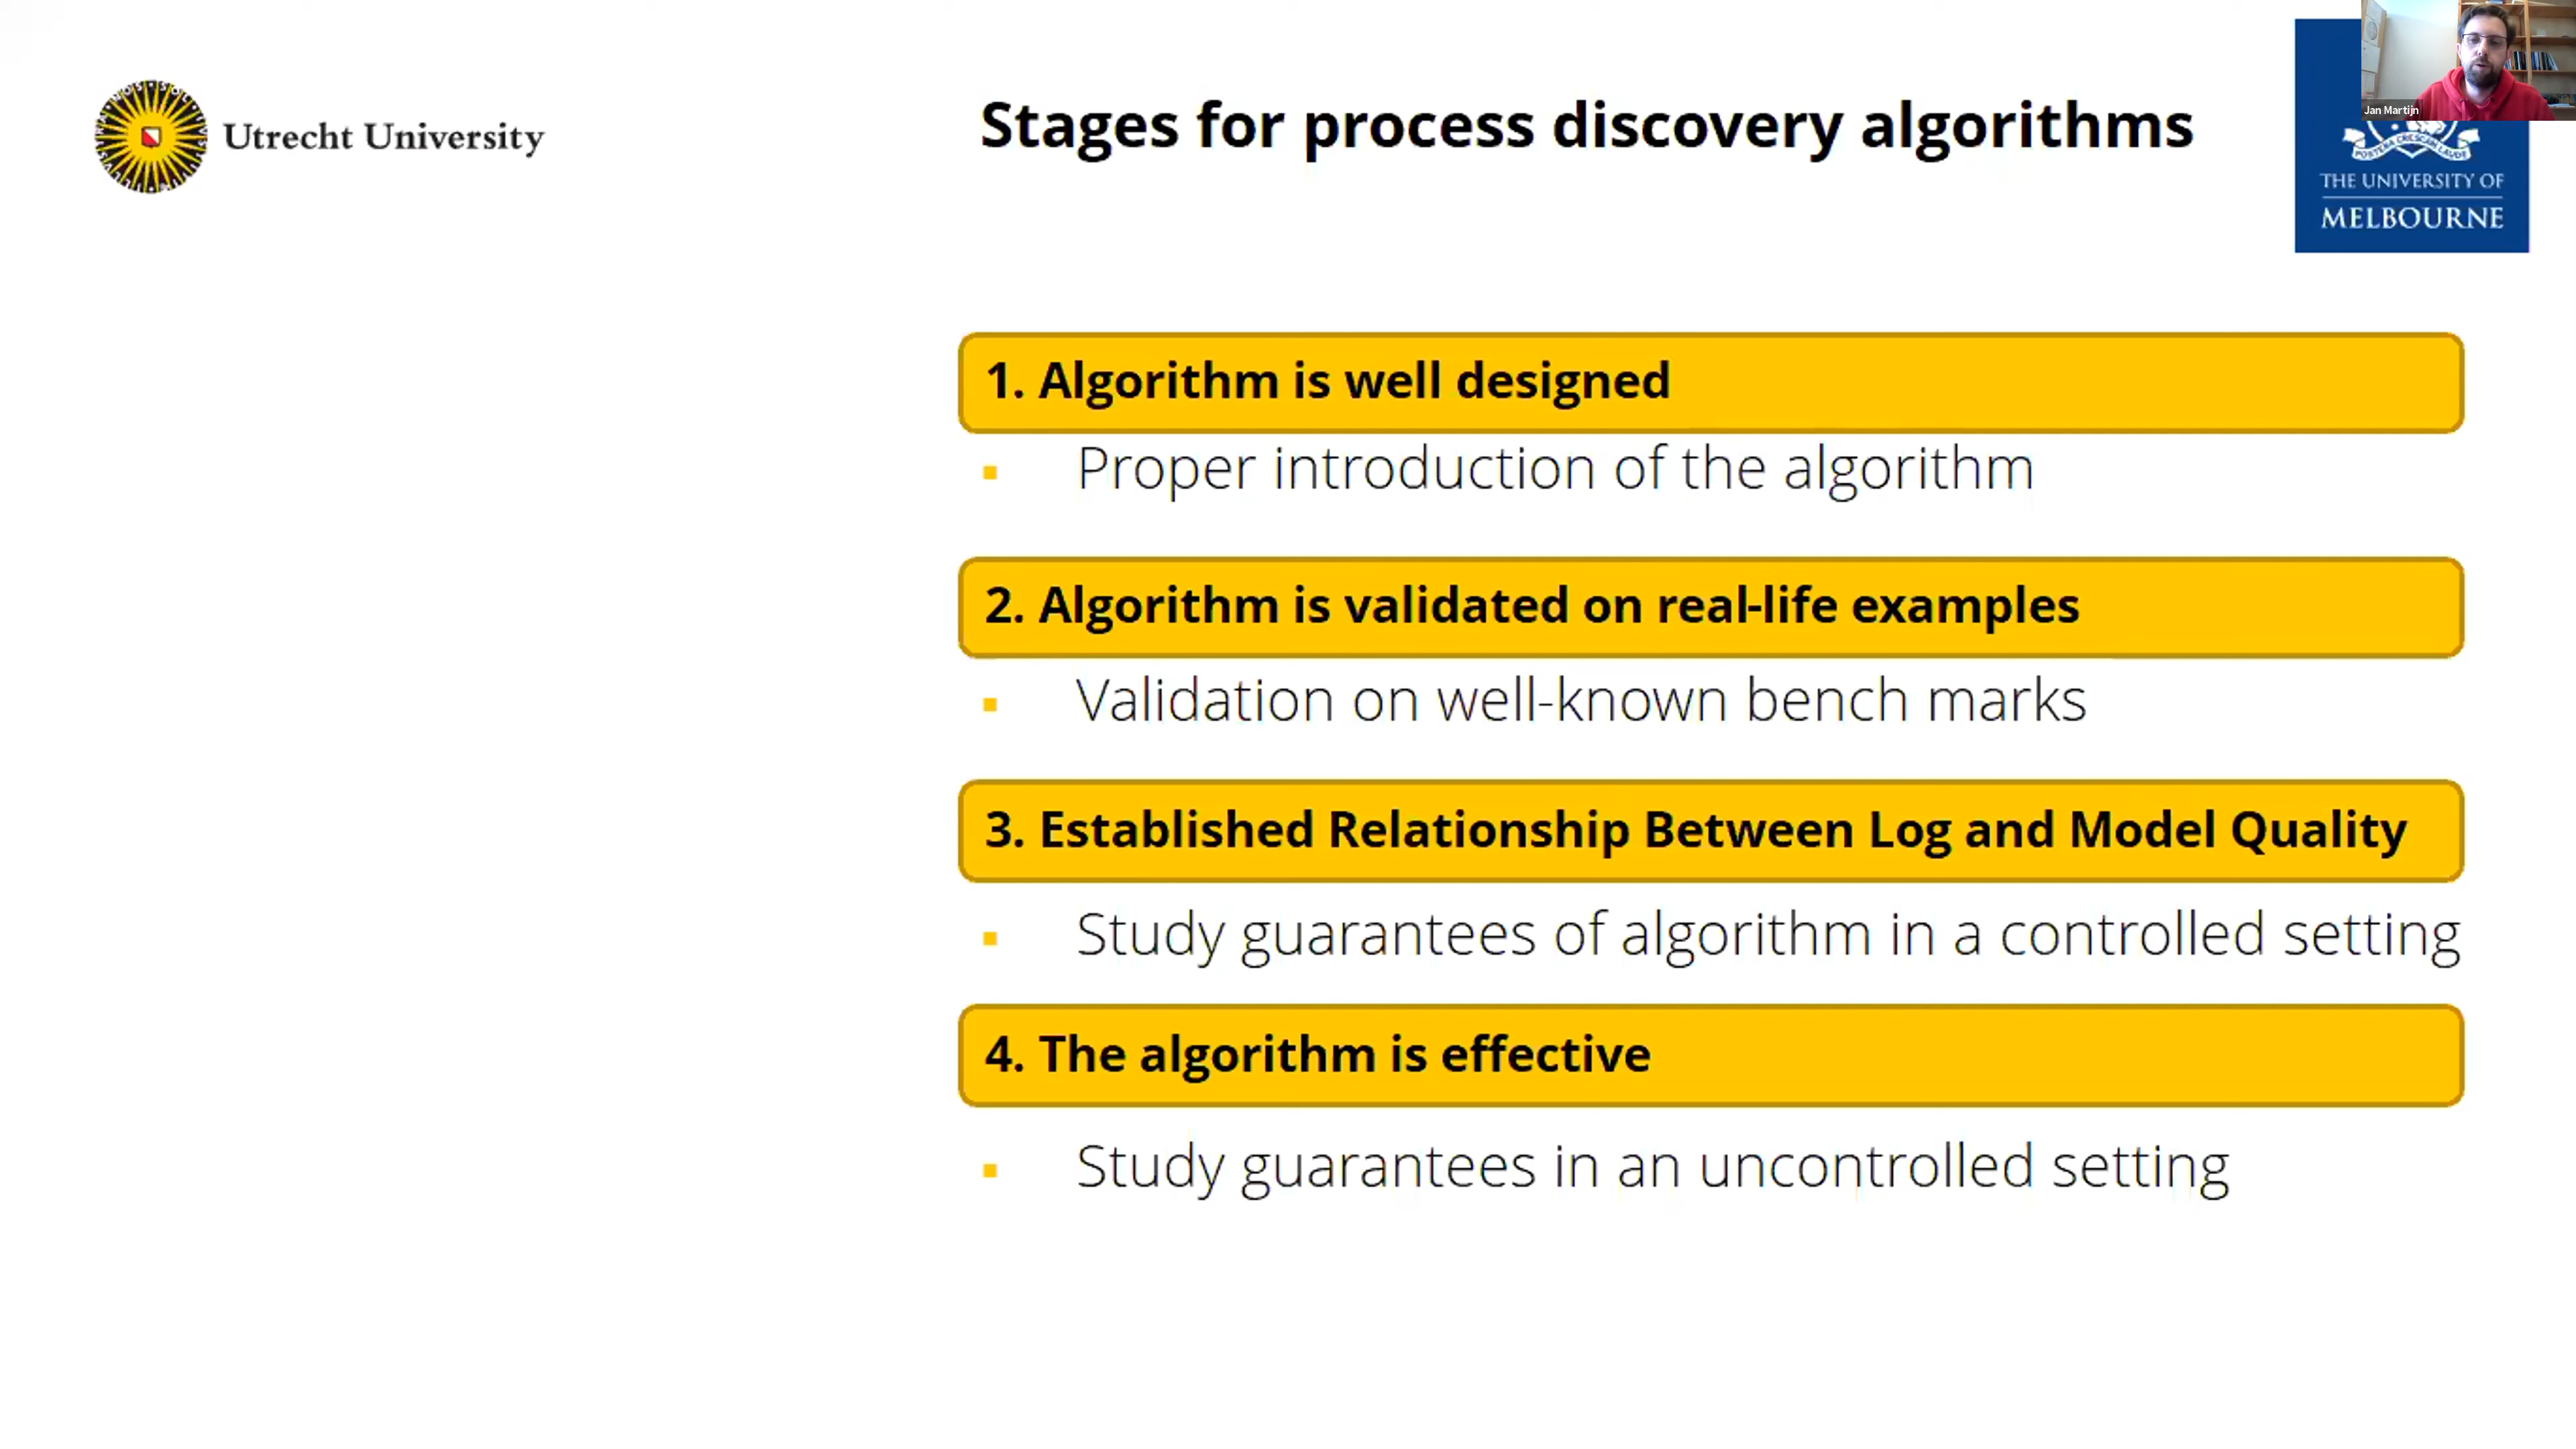 Utrecht University
Stages for process discovery algorithms
Jan Martijn
POSTERA CRESCAM LAUDE
THE UNIVERSITY OF
MELBOURNE
1. Algorithm is well designed
Proper introduction of the algorithm
2. Algorithm is validated on real-life examples
Validation on well-known bench marks
3. Established Relationship Between Log and Model Quality
Study guarantees of algorithm in a controlled setting
4. The algorithm is effective
Study guarantees in an uncontrolled setting